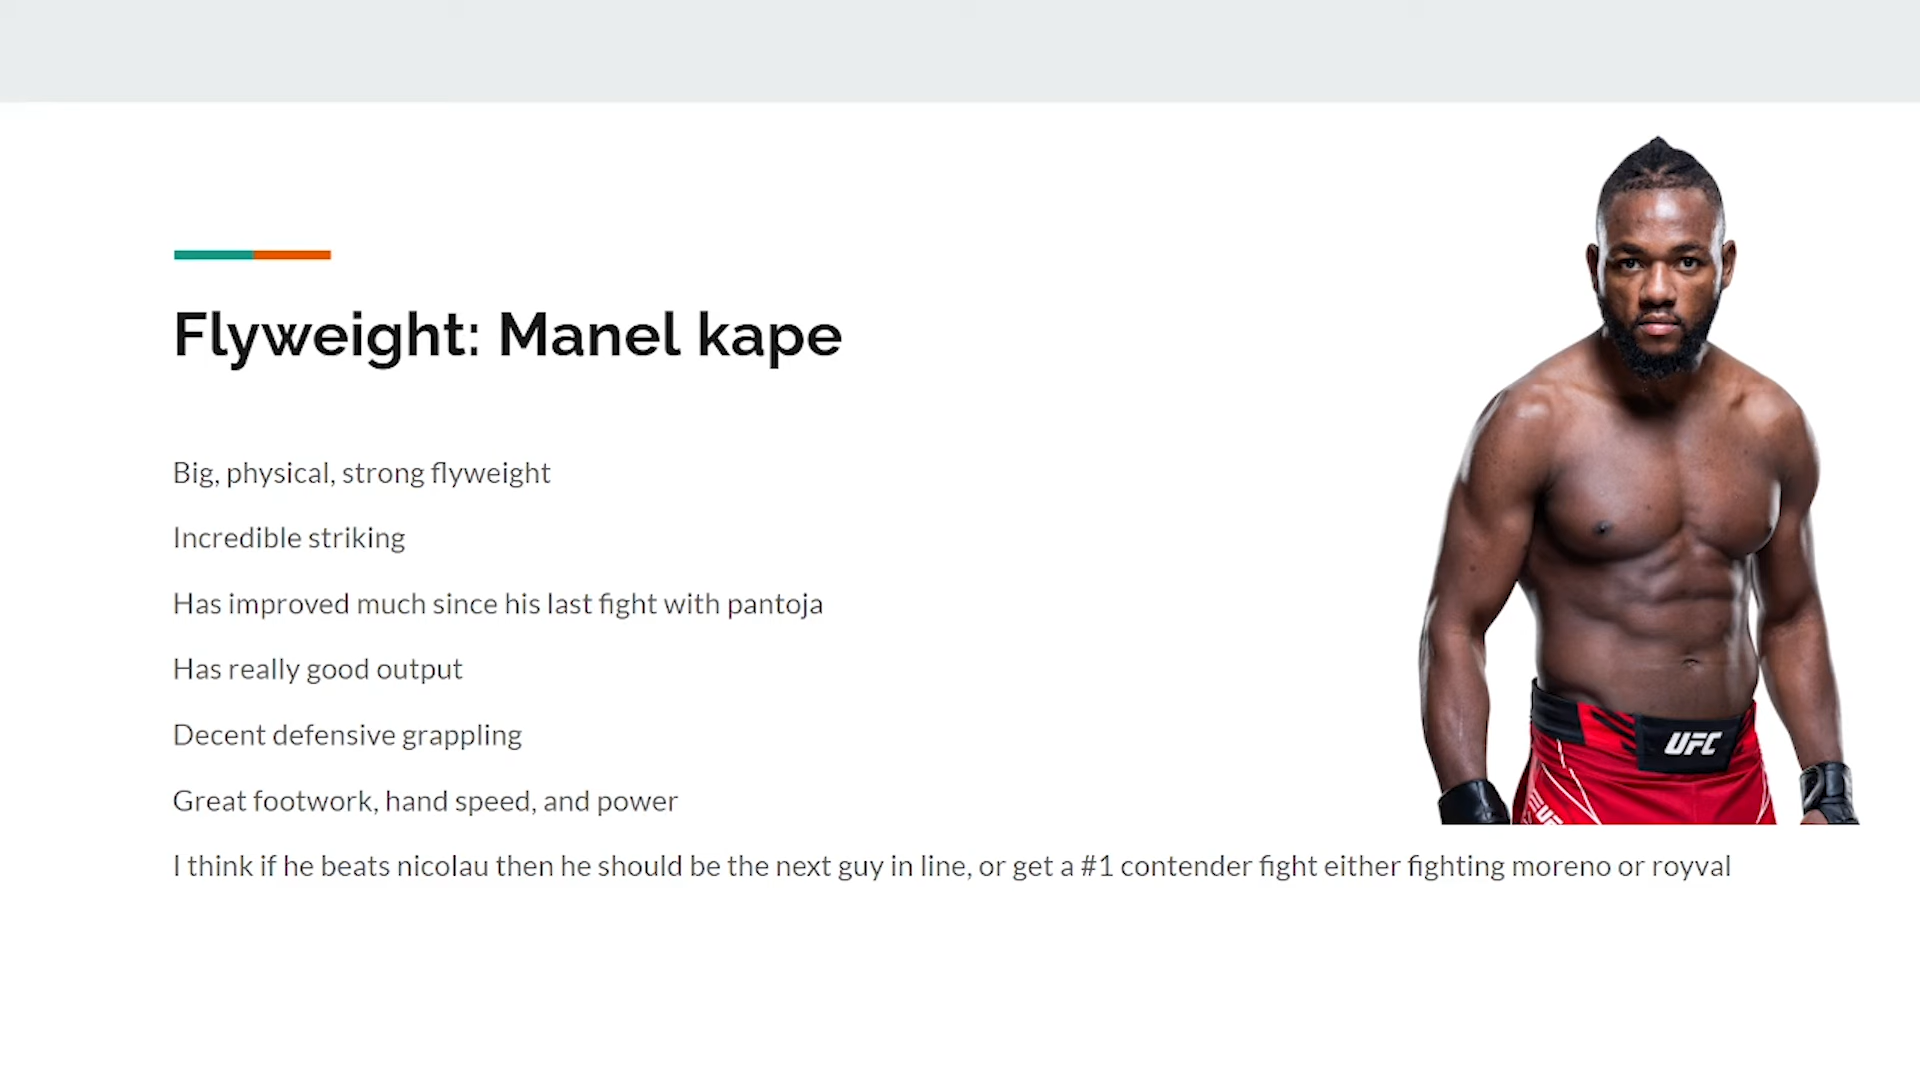 Flyweight: Manel kape
Big, physical, strong flyweight
Incredible striking
Has improved much since his last fight with pantoja
Has really good output
Decent defensive grappling
UFC
Great footwork, hand speed, and power
I think if he beats nicolau then he should be the next guy in line, or get a #1 contender fight either fighting moreno or royval